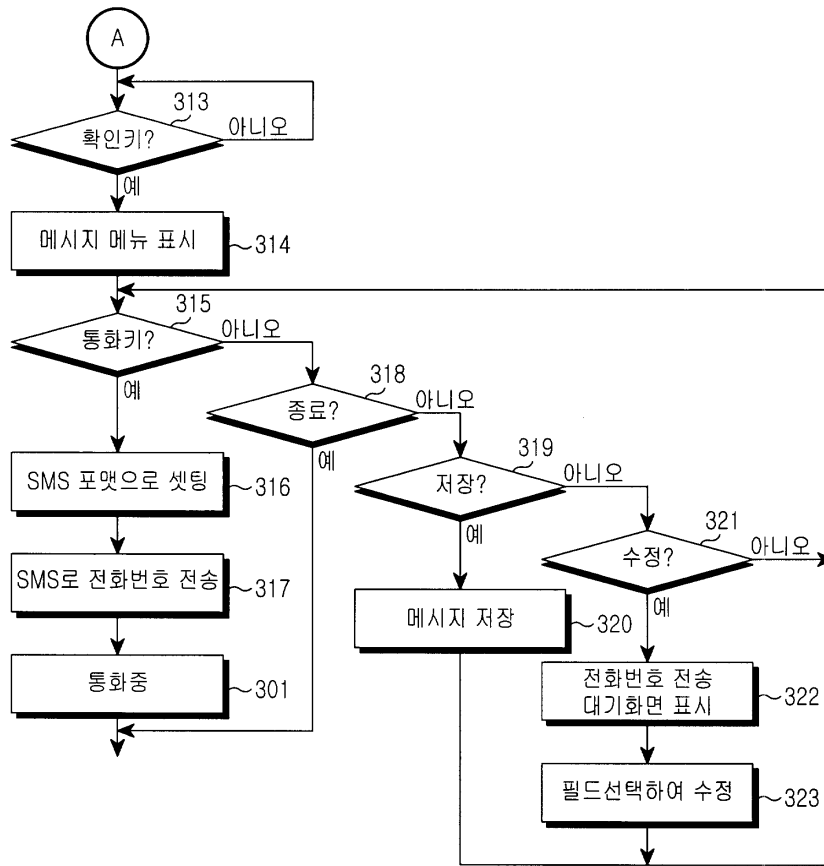 A
313
확인키?
아니오
예
메시지 메뉴 표시
314
315
통화키?
아니오
예
318
종료?
아니오
예
SMS 포맷으로 셋팅
316
319
저장?
아니오
예
321
수정?
아니오
예
SMS로 전화번호 전송
317
메시지 저장
320
통화중
301
전화번호 전송
대기화면 표시
322
필드선택하여 수정
323